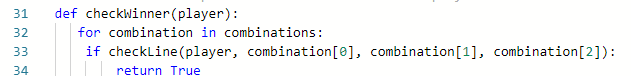 31 def checkWinner(player):
32 for combination in combinations:
33 if checkLine(player, combination[0], combination[1], combination[2]):
34 return True